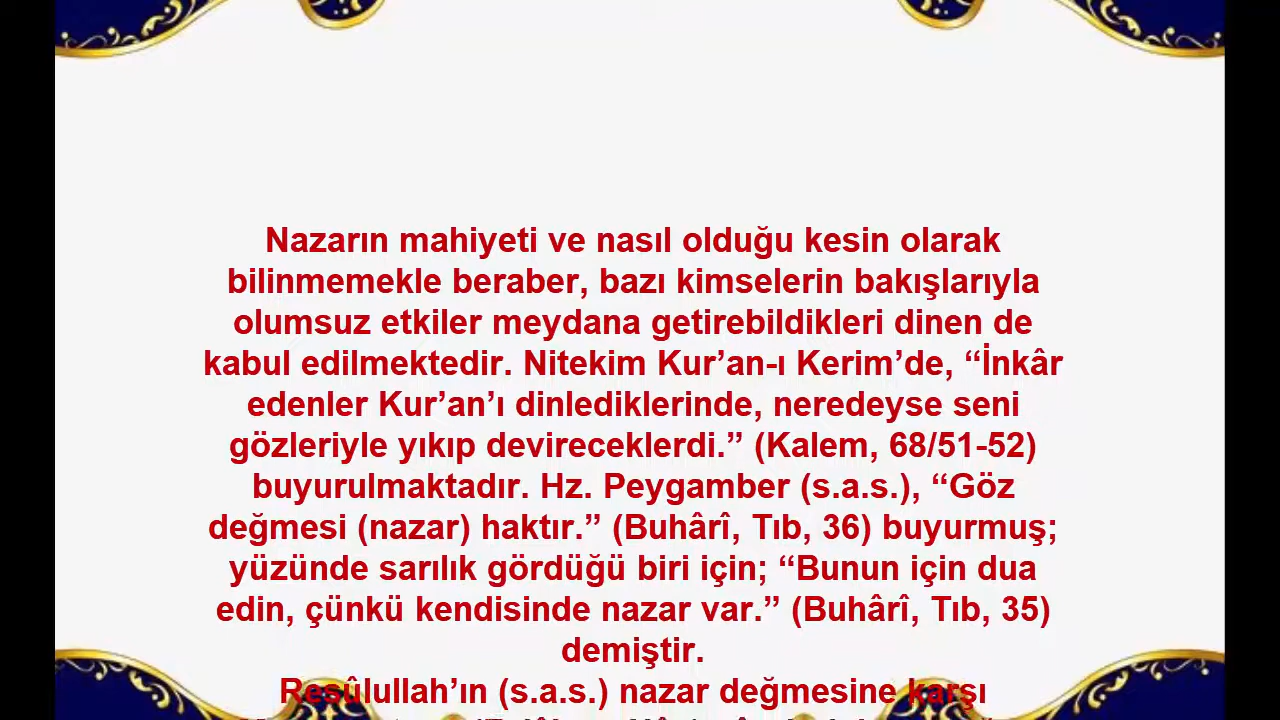 Nazarın mahiyeti ve nasıl olduğu kesin olarak
bilinmemekle beraber, bazı kimselerin bakışlarıyla
olumsuz etkiler meydana getirebildikleri dinen de
kabul edilmektedir. Nitekim Kur’an-ı Kerim’de, “İnkâr
edenler Kur’an’ı dinlediklerinde, neredeyse seni
gözleriyle yıkıp devireceklerdi.” (Kalem, 68/51-52)
buyurulmaktadır. Hz. Peygamber (s.a.s.), “Göz
değmesi (nazar) haktır.” (Buhârî, Tıb, 36) buyurmuş;
yüzünde sarılık gördüğü biri için; “Bunun için dua
edin, çünkü kendisinde nazar var.” (Buhârî, Tıb, 35)
demiştir.
Resûlullah’ın (s.a.s.) nazar değmesine karşı